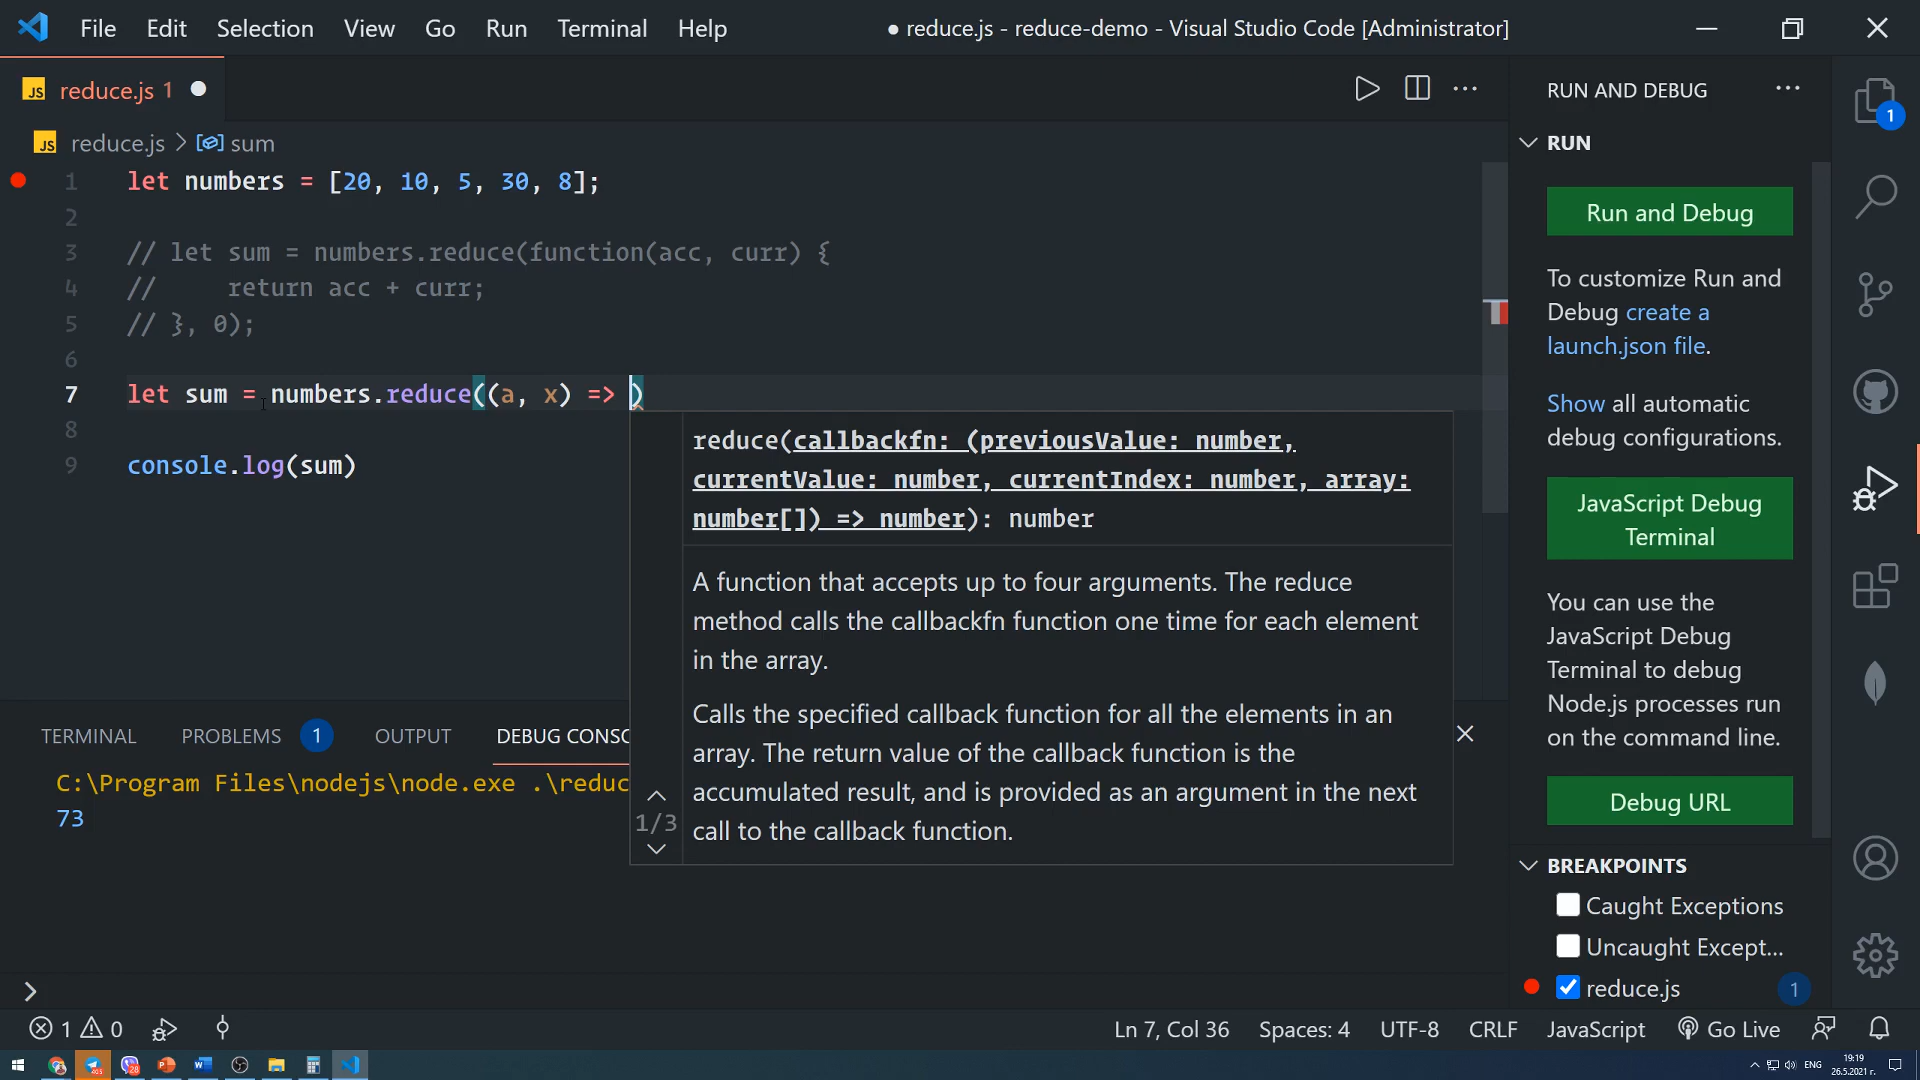 File Edit Selection View Go Run Terminal Help ● reduce.js - reduce-demo - Visual Studio Code [Administrator]
JS reduce.js 1
JS reduce.js > sum
1 let numbers = [20, 10, 5, 30, 8];
2
3 // let sum = numbers.reduce(function(acc, curr) {
4 //     return acc + curr;
5 // }, 0);
6
7 let sum = numbers.reduce((a, x) => )
8
9 console.log(sum)
reduce(callbackfn: (previousValue: number,
currentValue: number, currentIndex: number, array:
number[]) => number): number
A function that accepts up to four arguments. The reduce
method calls the callbackfn function one time for each element
in the array.
Calls the specified callback function for all the elements in an
array. The return value of the callback function is the
accumulated result, and is provided as an argument in the next
call to the callback function.
1/3
TERMINAL PROBLEMS 1 OUTPUT DEBUG CONSO
C:\Program Files\nodejs\node.exe .\reduc
73
RUN AND DEBUG
RUN
Run and Debug
To customize Run and
Debug create a
launch.json file.
Show all automatic
debug configurations.
JavaScript Debug
Terminal
You can use the
JavaScript Debug
Terminal to debug
Node.js processes run
on the command line.
Debug URL
BREAKPOINTS
Caught Exceptions
Uncaught Except...
reduce.js 1
1
1 0
Ln 7, Col 36 Spaces: 4 UTF-8 CRLF JavaScript Go Live
ENG
19:19
26.5.2021 г.